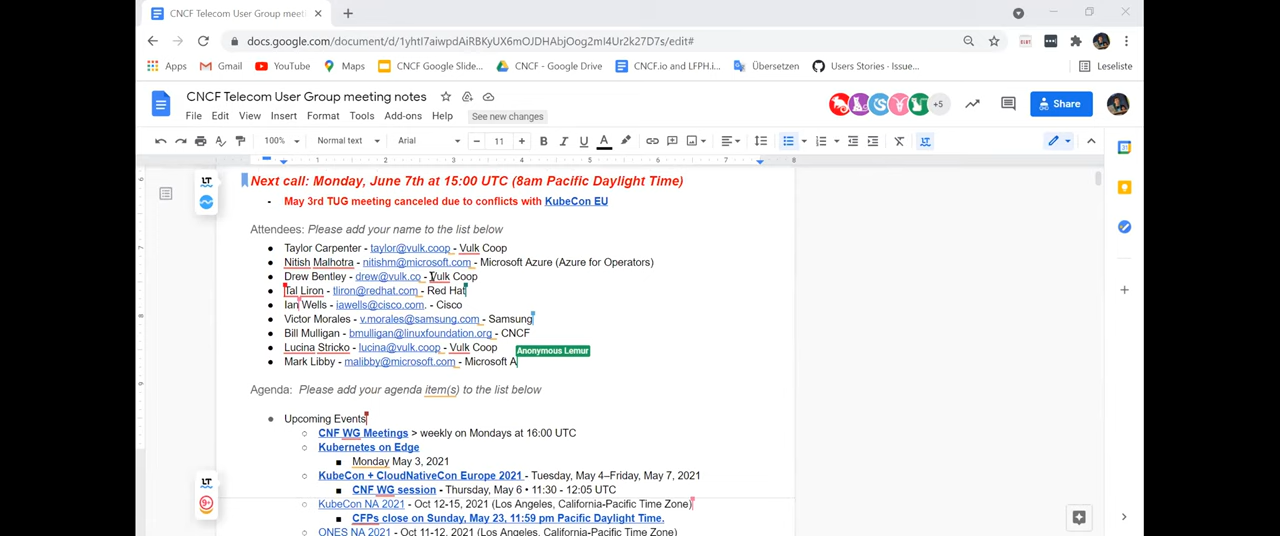 CNCF Telecom User Group meeti
docs.google.com/document/d/1yhtI7aiwpdAiRBKyUX6mOJDHAbjOog2mI4Ur2k27D7s/edit#
Apps Gmail YouTube Maps CNCF Google Slide... CNCF - Google Drive CNCF.io and LFPH.i... Übersetzen Users Stories · Issue... Leseliste
CNCF Telecom User Group meeting notes
+5
Share
File Edit View Insert Format Tools Add-ons Help See new changes
100% Normal text Arial 11
1 2 3 4 5 6 7 8
Next call: Monday, June 7th at 15:00 UTC (8am Pacific Daylight Time)
- May 3rd TUG meeting canceled due to conflicts with KubeCon EU
Attendees: Please add your name to the list below
● Taylor Carpenter - taylor@vulk.coop - Vulk Coop
● Nitish Malhotra - nitishm@microsoft.com - Microsoft Azure (Azure for Operators)
● Drew Bentley - drew@vulk.co - Vulk Coop
● Tal Liron - tliron@redhat.com - Red Hat
● Ian Wells - iawells@cisco.com. - Cisco
● Victor Morales - v.morales@samsung.com - Samsung
● Bill Mulligan - bmulligan@linuxfoundation.org - CNCF
● Lucina Stricko - lucina@vulk.coop - Vulk Coop
Anonymous Lemur
● Mark Libby - malibby@microsoft.com - Microsoft A
Agenda: Please add your agenda item(s) to the list below
● Upcoming Events
○ CNF WG Meetings > weekly on Mondays at 16:00 UTC
○ Kubernetes on Edge
■ Monday May 3, 2021
○ KubeCon + CloudNativeCon Europe 2021 - Tuesday, May 4–Friday, May 7, 2021
■ CNF WG session - Thursday, May 6 • 11:30 - 12:05 UTC
○ KubeCon NA 2021 - Oct 12-15, 2021 (Los Angeles, California-Pacific Time Zone)
■ CFPs close on Sunday, May 23, 11:59 pm Pacific Daylight Time.
○ ONES NA 2021 - Oct 11-12, 2021 (Los Angeles, California-Pacific Time Zone)